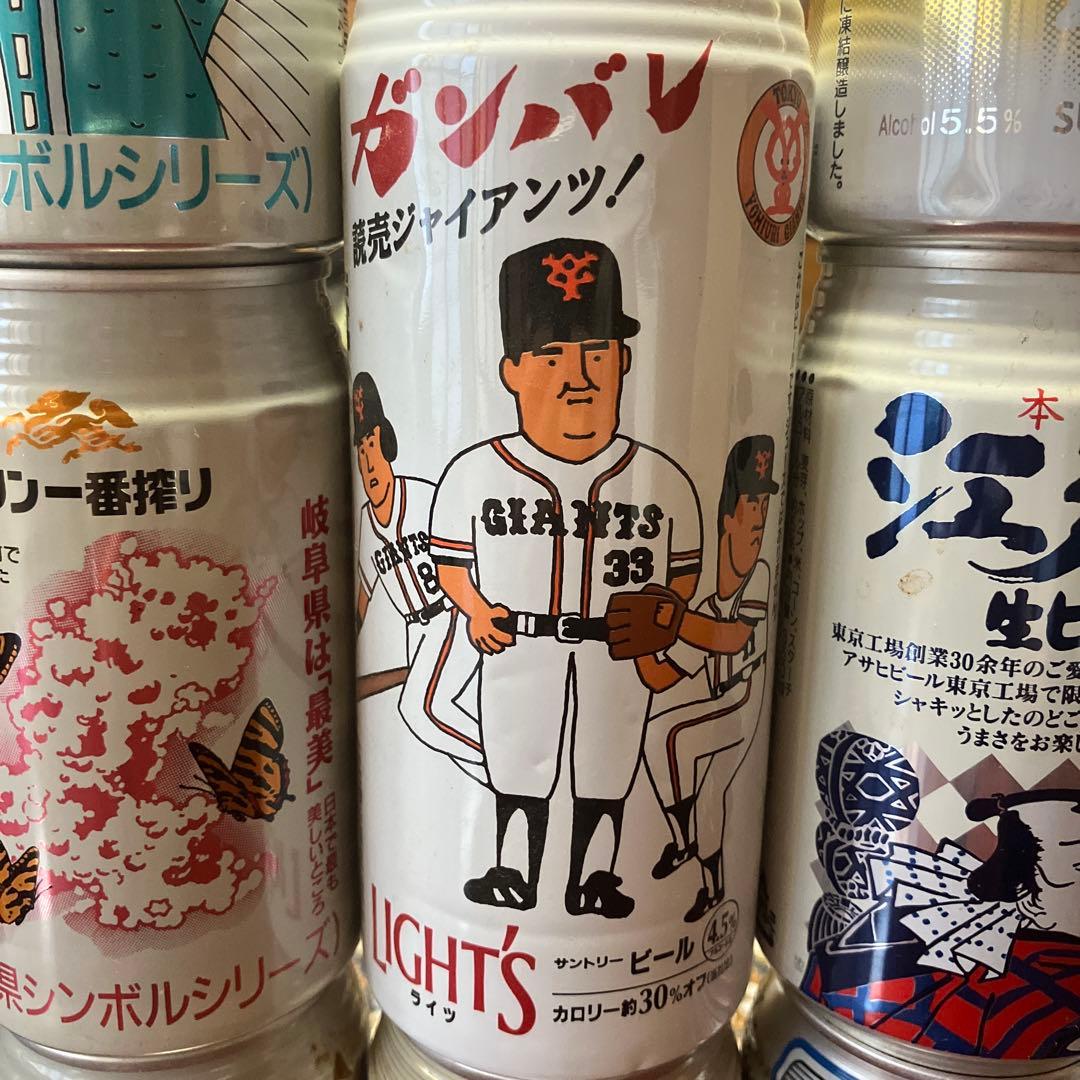 ンボルシリーズ)
ガンバレ
読売ジャイアンツ!
TOKYO
YOMIURI GIANTS
に凍結醸造しました。
Alcohol 5.5%
GIANTS
33
GIANTS
8
LIGHT'S
ライツ
サントリー ビール
4.5%
カロリー約30%オフ
リン一番搾り
岐阜県は「最美」
日本で最も
美しいところ
県シンボルシリーズ)
本
江
生ビ
東京工場創業30余年のご愛
アサヒビール東京工場で限
シャキッとしたのどご
うまさをお楽し